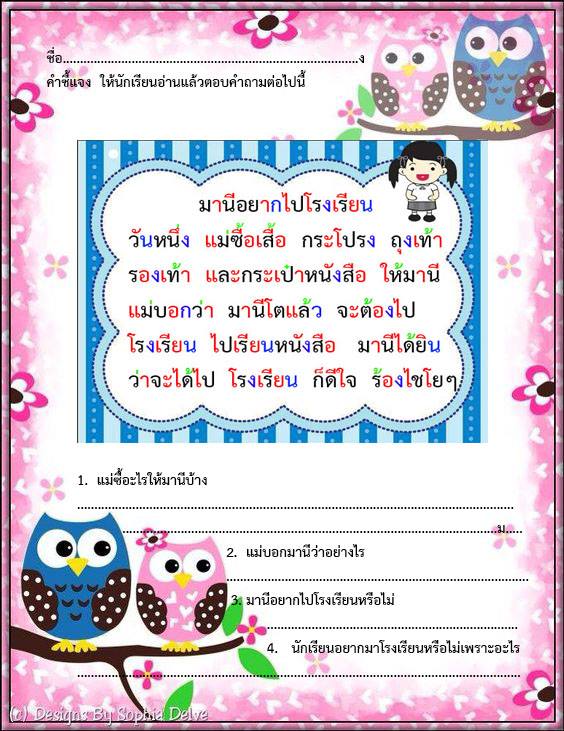 ชื่อ............................................................................................ง
คำชี้แจง ให้นักเรียนอ่านแล้วตอบคำถามต่อไปนี้
มานีอยากไปโรงเรียน
วันหนึ่ง แม่ซื้อเสื้อ กระโปรง ถุงเท้า
รองเท้า และกระเป๋าหนังสือ ให้มานี
แม่บอกว่า มานีโตแล้ว จะต้องไป
โรงเรียน ไปเรียนหนังสือ มานีได้ยิน
ว่าจะได้ไป โรงเรียน ก็ดีใจ ร้องไชโยๆ
1. แม่ซื้ออะไรให้มานีบ้าง
............................................................................................
............................................................................................ม.....
2. แม่บอกมานีว่าอย่างไร
............................................................................................
3. มานีอยากไปโรงเรียนหรือไม่
............................................................................................
4. นักเรียนอยากมาโรงเรียนหรือไม่เพราะอะไร
............................................................................................
(c) Designs By Sophia Delve